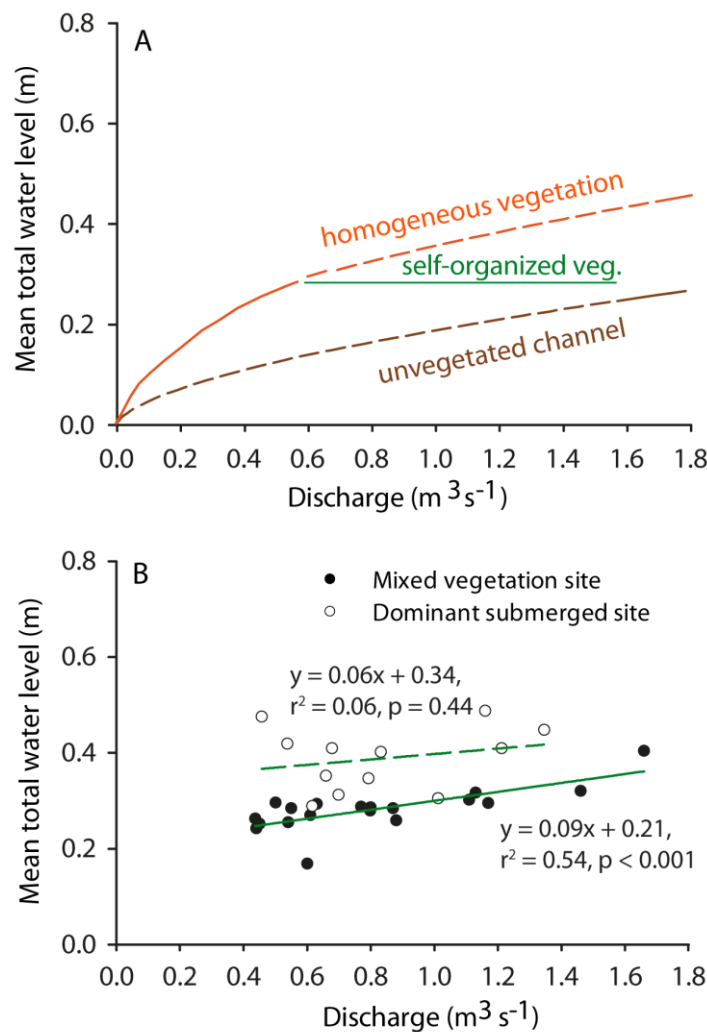 A
Mean total water level (m)
0.8
0.6
0.4
0.2
0.0
homogeneous vegetation
self-organized veg.
unvegetated channel
0.0 0.2 0.4 0.6 0.8 1.0 1.2 1.4 1.6 1.8
Discharge (m³s⁻¹)
B
Mean total water level (m)
0.8
0.6
0.4
0.2
0.0
Mixed vegetation site
Dominant submerged site
y = 0.06x + 0.34,
r² = 0.06, p = 0.44
y = 0.09x + 0.21,
r² = 0.54, p < 0.001
0.0 0.2 0.4 0.6 0.8 1.0 1.2 1.4 1.6 1.8
Discharge (m³s⁻¹)